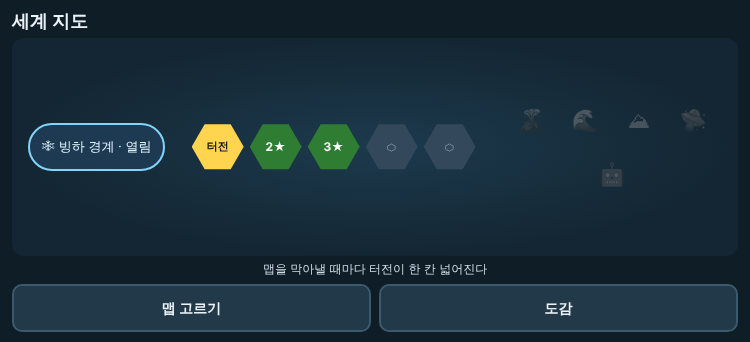 세계 지도
빙하 경계 · 열림
터전
2★
3★
맵을 막아낼 때마다 터전이 한 칸 넓어진다
맵 고르기
도감